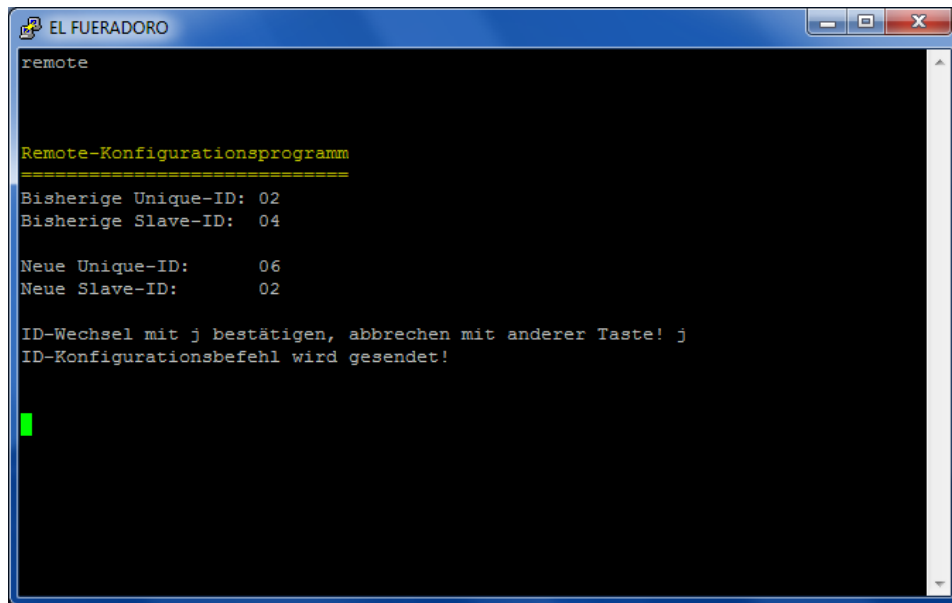 EL FUERADORO
remote
Remote-Konfigurationsprogramm
=============================
Bisherige Unique-ID: 02
Bisherige Slave-ID:  04
Neue Unique-ID:      06
Neue Slave-ID:       02
ID-Wechsel mit j bestätigen, abbrechen mit anderer Taste! j
ID-Konfigurationsbefehl wird gesendet!